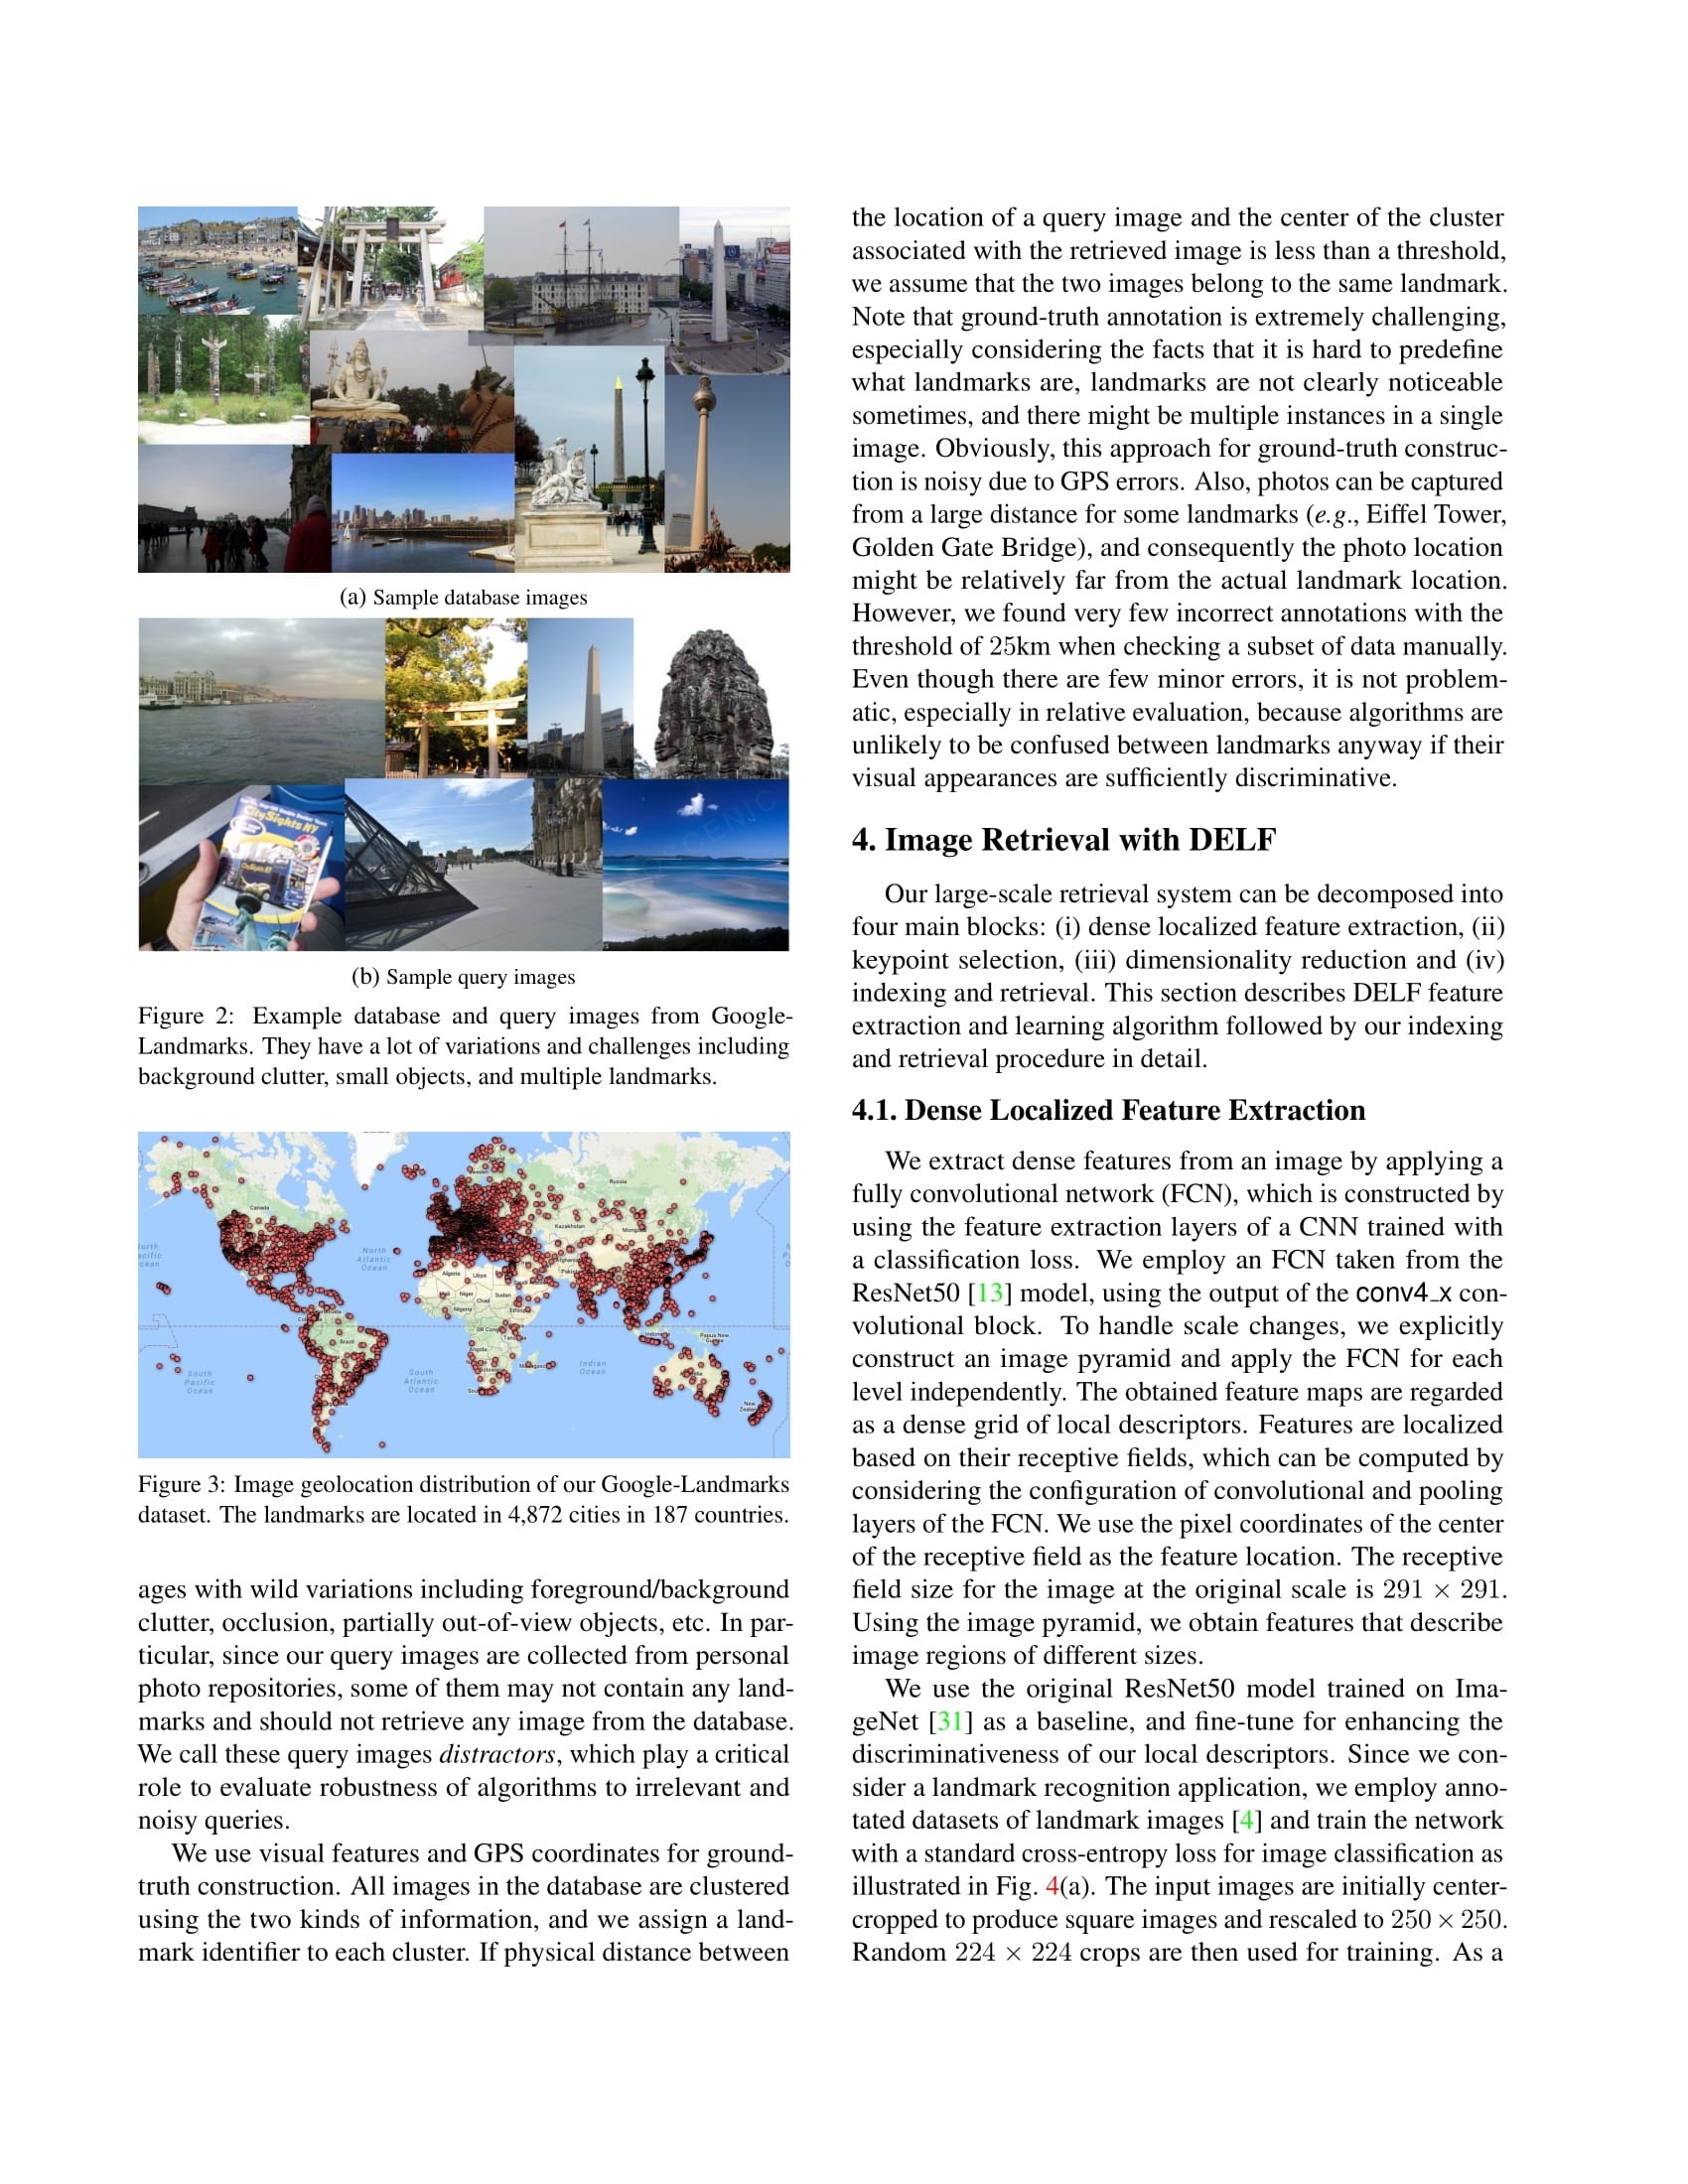 (a) Sample database images
CitySights NY
SCENIC
(b) Sample query images
Figure 2: Example database and query images from Google-
Landmarks. They have a lot of variations and challenges including
background clutter, small objects, and multiple landmarks.
Russia
Canada
Kazakhstan
North
Atlantic
Ocean
Algeria
Libya
Mali
Niger
Chad
Sudan
Nigeria
DR Congo
Angola
Brazil
Indonesia
Papua New
Guinea
South
Pacific
Ocean
South
Atlantic
Ocean
Indian
Ocean
New
Zealand
Figure 3: Image geolocation distribution of our Google-Landmarks
dataset. The landmarks are located in 4,872 cities in 187 countries.
ages with wild variations including foreground/background
clutter, occlusion, partially out-of-view objects, etc. In par-
ticular, since our query images are collected from personal
photo repositories, some of them may not contain any land-
marks and should not retrieve any image from the database.
We call these query images distractors, which play a critical
role to evaluate robustness of algorithms to irrelevant and
noisy queries.
We use visual features and GPS coordinates for ground-
truth construction. All images in the database are clustered
using the two kinds of information, and we assign a land-
mark identifier to each cluster. If physical distance between
the location of a query image and the center of the cluster
associated with the retrieved image is less than a threshold,
we assume that the two images belong to the same landmark.
Note that ground-truth annotation is extremely challenging,
especially considering the facts that it is hard to predefine
what landmarks are, landmarks are not clearly noticeable
sometimes, and there might be multiple instances in a single
image. Obviously, this approach for ground-truth construc-
tion is noisy due to GPS errors. Also, photos can be captured
from a large distance for some landmarks (e.g., Eiffel Tower,
Golden Gate Bridge), and consequently the photo location
might be relatively far from the actual landmark location.
However, we found very few incorrect annotations with the
threshold of 25km when checking a subset of data manually.
Even though there are few minor errors, it is not problem-
atic, especially in relative evaluation, because algorithms are
unlikely to be confused between landmarks anyway if their
visual appearances are sufficiently discriminative.
4. Image Retrieval with DELF
Our large-scale retrieval system can be decomposed into
four main blocks: (i) dense localized feature extraction, (ii)
keypoint selection, (iii) dimensionality reduction and (iv)
indexing and retrieval. This section describes DELF feature
extraction and learning algorithm followed by our indexing
and retrieval procedure in detail.
4.1. Dense Localized Feature Extraction
We extract dense features from an image by applying a
fully convolutional network (FCN), which is constructed by
using the feature extraction layers of a CNN trained with
a classification loss. We employ an FCN taken from the
ResNet50 [13] model, using the output of the conv4_x con-
volutional block. To handle scale changes, we explicitly
construct an image pyramid and apply the FCN for each
level independently. The obtained feature maps are regarded
as a dense grid of local descriptors. Features are localized
based on their receptive fields, which can be computed by
considering the configuration of convolutional and pooling
layers of the FCN. We use the pixel coordinates of the center
of the receptive field as the feature location. The receptive
field size for the image at the original scale is 291 × 291.
Using the image pyramid, we obtain features that describe
image regions of different sizes.
We use the original ResNet50 model trained on Ima-
geNet [31] as a baseline, and fine-tune for enhancing the
discriminativeness of our local descriptors. Since we con-
sider a landmark recognition application, we employ anno-
tated datasets of landmark images [4] and train the network
with a standard cross-entropy loss for image classification as
illustrated in Fig. 4(a). The input images are initially center-
cropped to produce square images and rescaled to 250 × 250.
Random 224 × 224 crops are then used for training. As a